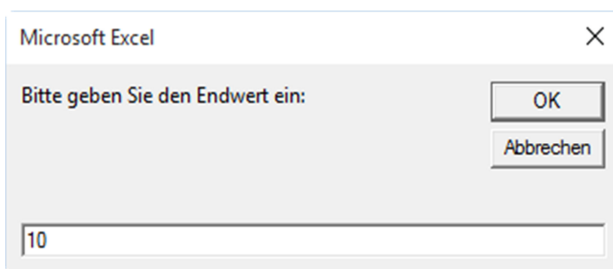 Microsoft Excel
Bitte geben Sie den Endwert ein:
OK
Abbrechen
10